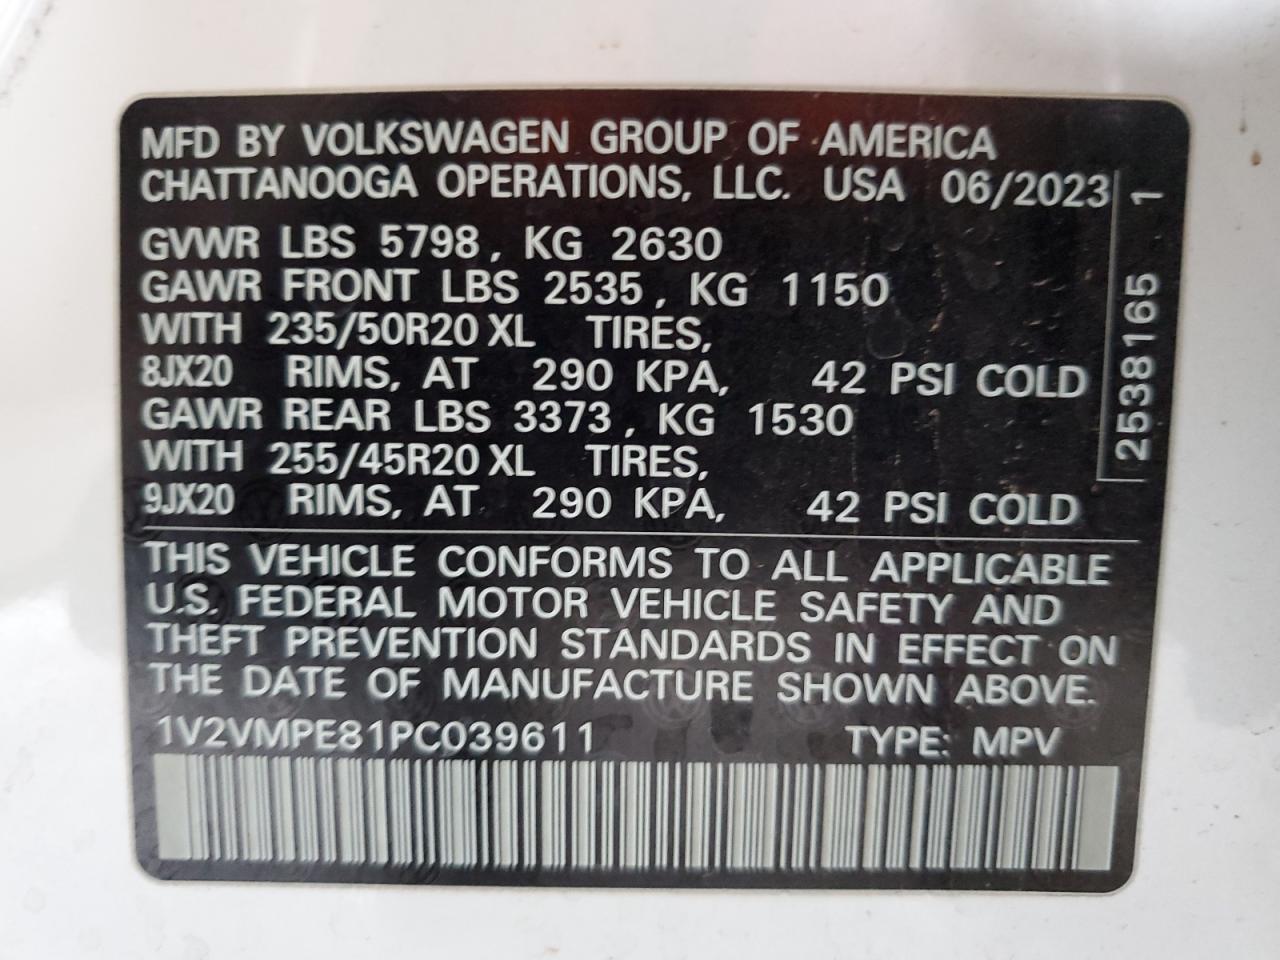 MFD BY VOLKSWAGEN GROUP OF AMERICA
CHATTANOOGA OPERATIONS, LLC. USA 06/2023
GVWR LBS 5798, KG 2630
GAWR FRONT LBS 2535, KG 1150
WITH 235/50R20 XL TIRES,
8JX20 RIMS, AT 290 KPA, 42 PSI COLD
GAWR REAR LBS 3373, KG 1530
WITH 255/45R20 XL TIRES,
9JX20 RIMS, AT 290 KPA, 42 PSI COLD
THIS VEHICLE CONFORMS TO ALL APPLICABLE
U.S. FEDERAL MOTOR VEHICLE SAFETY AND
THEFT PREVENTION STANDARDS IN EFFECT ON
THE DATE OF MANUFACTURE SHOWN ABOVE.
1V2VMPE81PC039611 TYPE: MPV
2538165 1